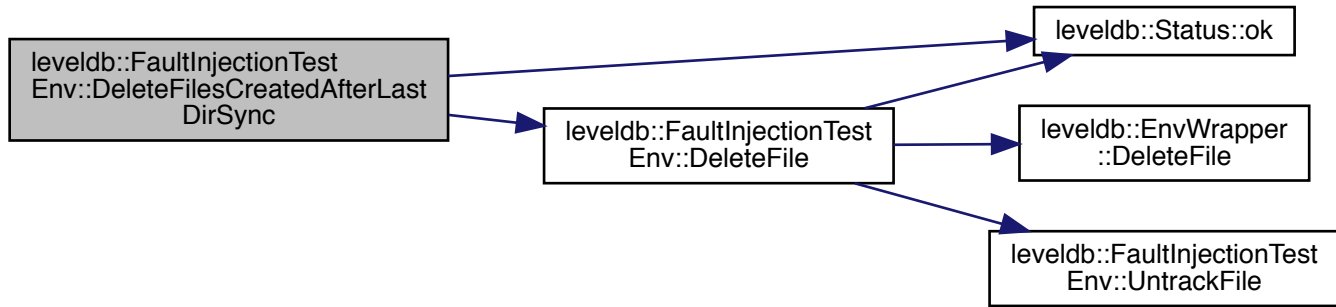 leveldb::FaultInjectionTest
Env::DeleteFilesCreatedAfterLast
DirSync
leveldb::Status::ok
leveldb::FaultInjectionTest
Env::DeleteFile
leveldb::EnvWrapper
::DeleteFile
leveldb::FaultInjectionTest
Env::UntrackFile